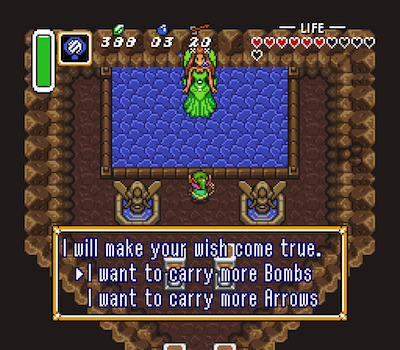 LIFE
399 03 20
I will make your wish come true.
I want to carry more Bombs
I want to carry more Arrows